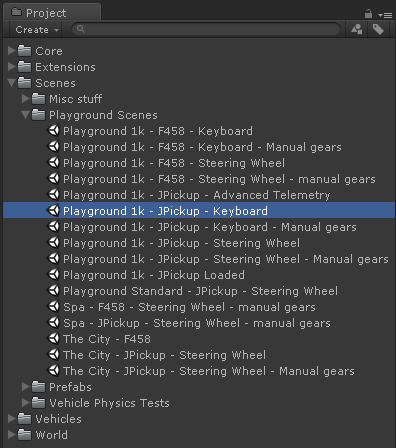 Project
Create
Core
Extensions
Scenes
Misc stuff
Playground Scenes
Playground 1k - F458 - Keyboard
Playground 1k - F458 - Keyboard - Manual gears
Playground 1k - F458 - Steering Wheel
Playground 1k - F458 - Steering Wheel - manual gears
Playground 1k - JPickup - Advanced Telemetry
Playground 1k - JPickup - Keyboard
Playground 1k - JPickup - Keyboard - Manual gears
Playground 1k - JPickup - Steering Wheel
Playground 1k - JPickup - Steering Wheel - Manual gears
Playground 1k - JPickup Loaded
Playground Standard - JPickup - Steering Wheel
Spa - F458 - Steering Wheel - manual gears
Spa - JPickup - Steering Wheel - manual gears
The City - F458
The City - JPickup - Steering Wheel
The City - JPickup - Steering Wheel - Manual gears
Prefabs
Vehicle Physics Tests
Vehicles
World